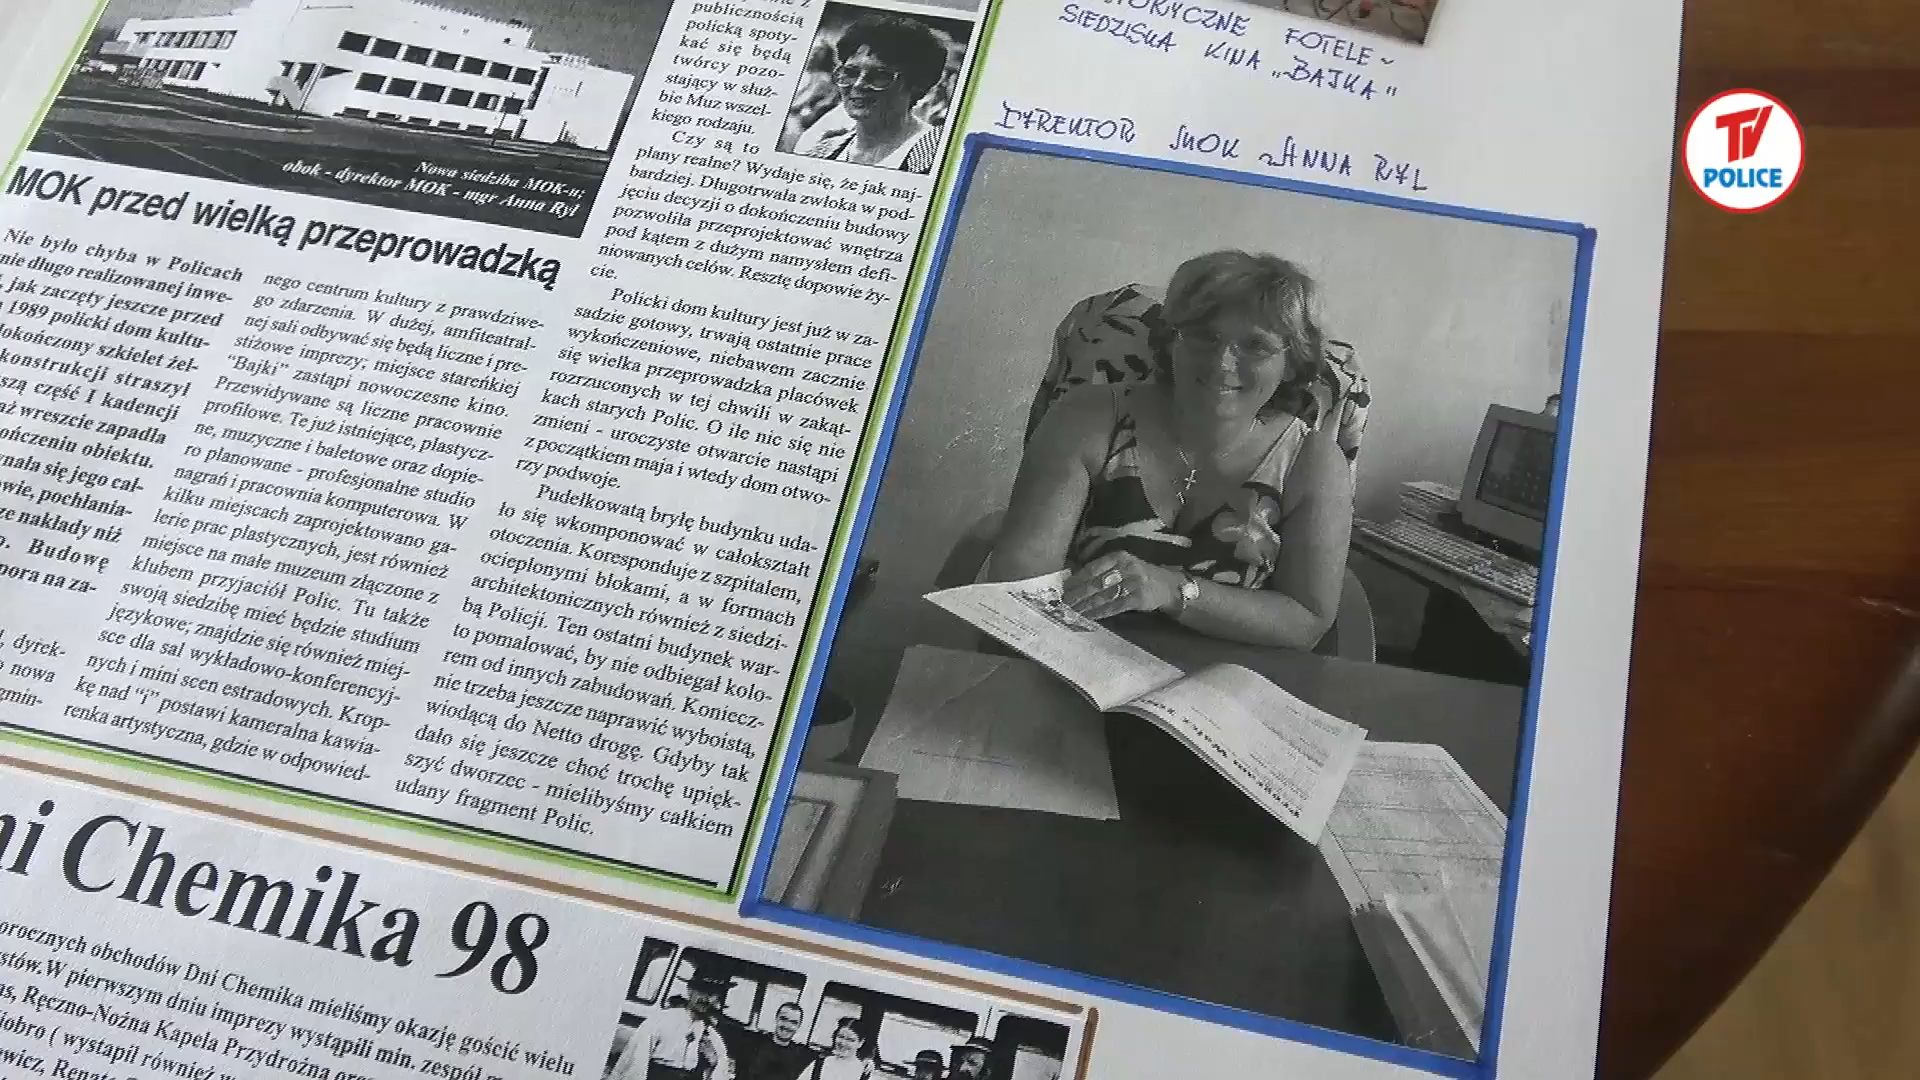 publicznością
policką spoty-
kać się będą
twórcy pozo-
stający w służ-
bie Muz wszel-
kiego rodzaju.
Czy są to
plany realne? Wydaje się, że jak naj-
bardziej. Długotrwała zwłoka w pod-
jęciu decyzji o dokończeniu budowy
pozwoliła przeprojektować wnętrza
pod kątem z dużym namysłem defi-
niowanych celów. Resztę dopowie ży-
cie.
Policki dom kultury jest już w za-
sadzie gotowy, trwają ostatnie prace
wykończeniowe, niebawem zacznie
się wielka przeprowadzka placówek
rozrzuconych w tej chwili w zakąt-
kach starych Polic. O ile nic się nie
zmieni - uroczyste otwarcie nastąpi
z początkiem maja i wtedy dom otwo-
rzy podwoje.
Pudełkowatą bryłę budynku uda-
ło się wkomponować w całokształt
otoczenia. Koresponduje z szpitalem,
ocieplonymi blokami, a w formach
architektonicznych również z siedzi-
bą Policji. Ten ostatni budynek war-
to pomalować, by nie odbiegał kolo-
rem od innych zabudowań. Koniecz-
nie trzeba jeszcze naprawić wyboistą,
wiodącą do Netto drogę. Gdyby tak
dało się jeszcze choć trochę upięk-
szyć dworzec - mielibyśmy całkiem
udany fragment Polic.
Nowa siedziba MOK-u;
obok - dyrektor MOK - mgr Anna Ryl
MOK przed wielką przeprowadzką
Nie było chyba w Policach
nie długo realizowanej inwe-
jak zaczęty jeszcze przed
1989 policki dom kultu-
dokończony szkielet żel-
konstrukcji straszył
szą część I kadencji
aż wreszcie zapadła
ończeniu obiektu.
nała się jego cał-
owie, pochłania-
ze nakłady niż
Budowę
pora na za-
dyrek-
nowa
gmin-
nego centrum kultury z prawdziwe-
go zdarzenia. W dużej, amfiteatral-
nej sali odbywać się będą liczne i pre-
stiżowe imprezy; miejsce stareńkiej
“Bajki” zastąpi nowoczesne kino.
Przewidywane są liczne pracownie
profilowe. Te już istniejące, plastycz-
ne, muzyczne i baletowe oraz dopie-
ro planowane - profesjonalne studio
nagrań i pracownia komputerowa. W
kilku miejscach zaprojektowano ga-
lerie prac plastycznych, jest również
miejsce na małe muzeum złączone z
klubem przyjaciół Polic. Tu także
swoją siedzibę mieć będzie studium
językowe; znajdzie się również miej-
sce dla sal wykładowo-konferencyj-
nych i mini scen estradowych. Krop-
kę nad “i” postawi kameralna kawia-
renka artystyczna, gdzie w odpowied-
ni Chemika 98
orocznych obchodów Dni Chemika mieliśmy okazję gościć wielu
stów. W pierwszym dniu imprezy wystąpili min. zespół
Ręczno-Nożna Kapela Przydrożna
iobro ( wystąpił również
TORYCZNE FOTELE ~
SIEDZISKA KINA „BAJKA"
DYREKTOR MOK ANNA RYL
TV
POLICE